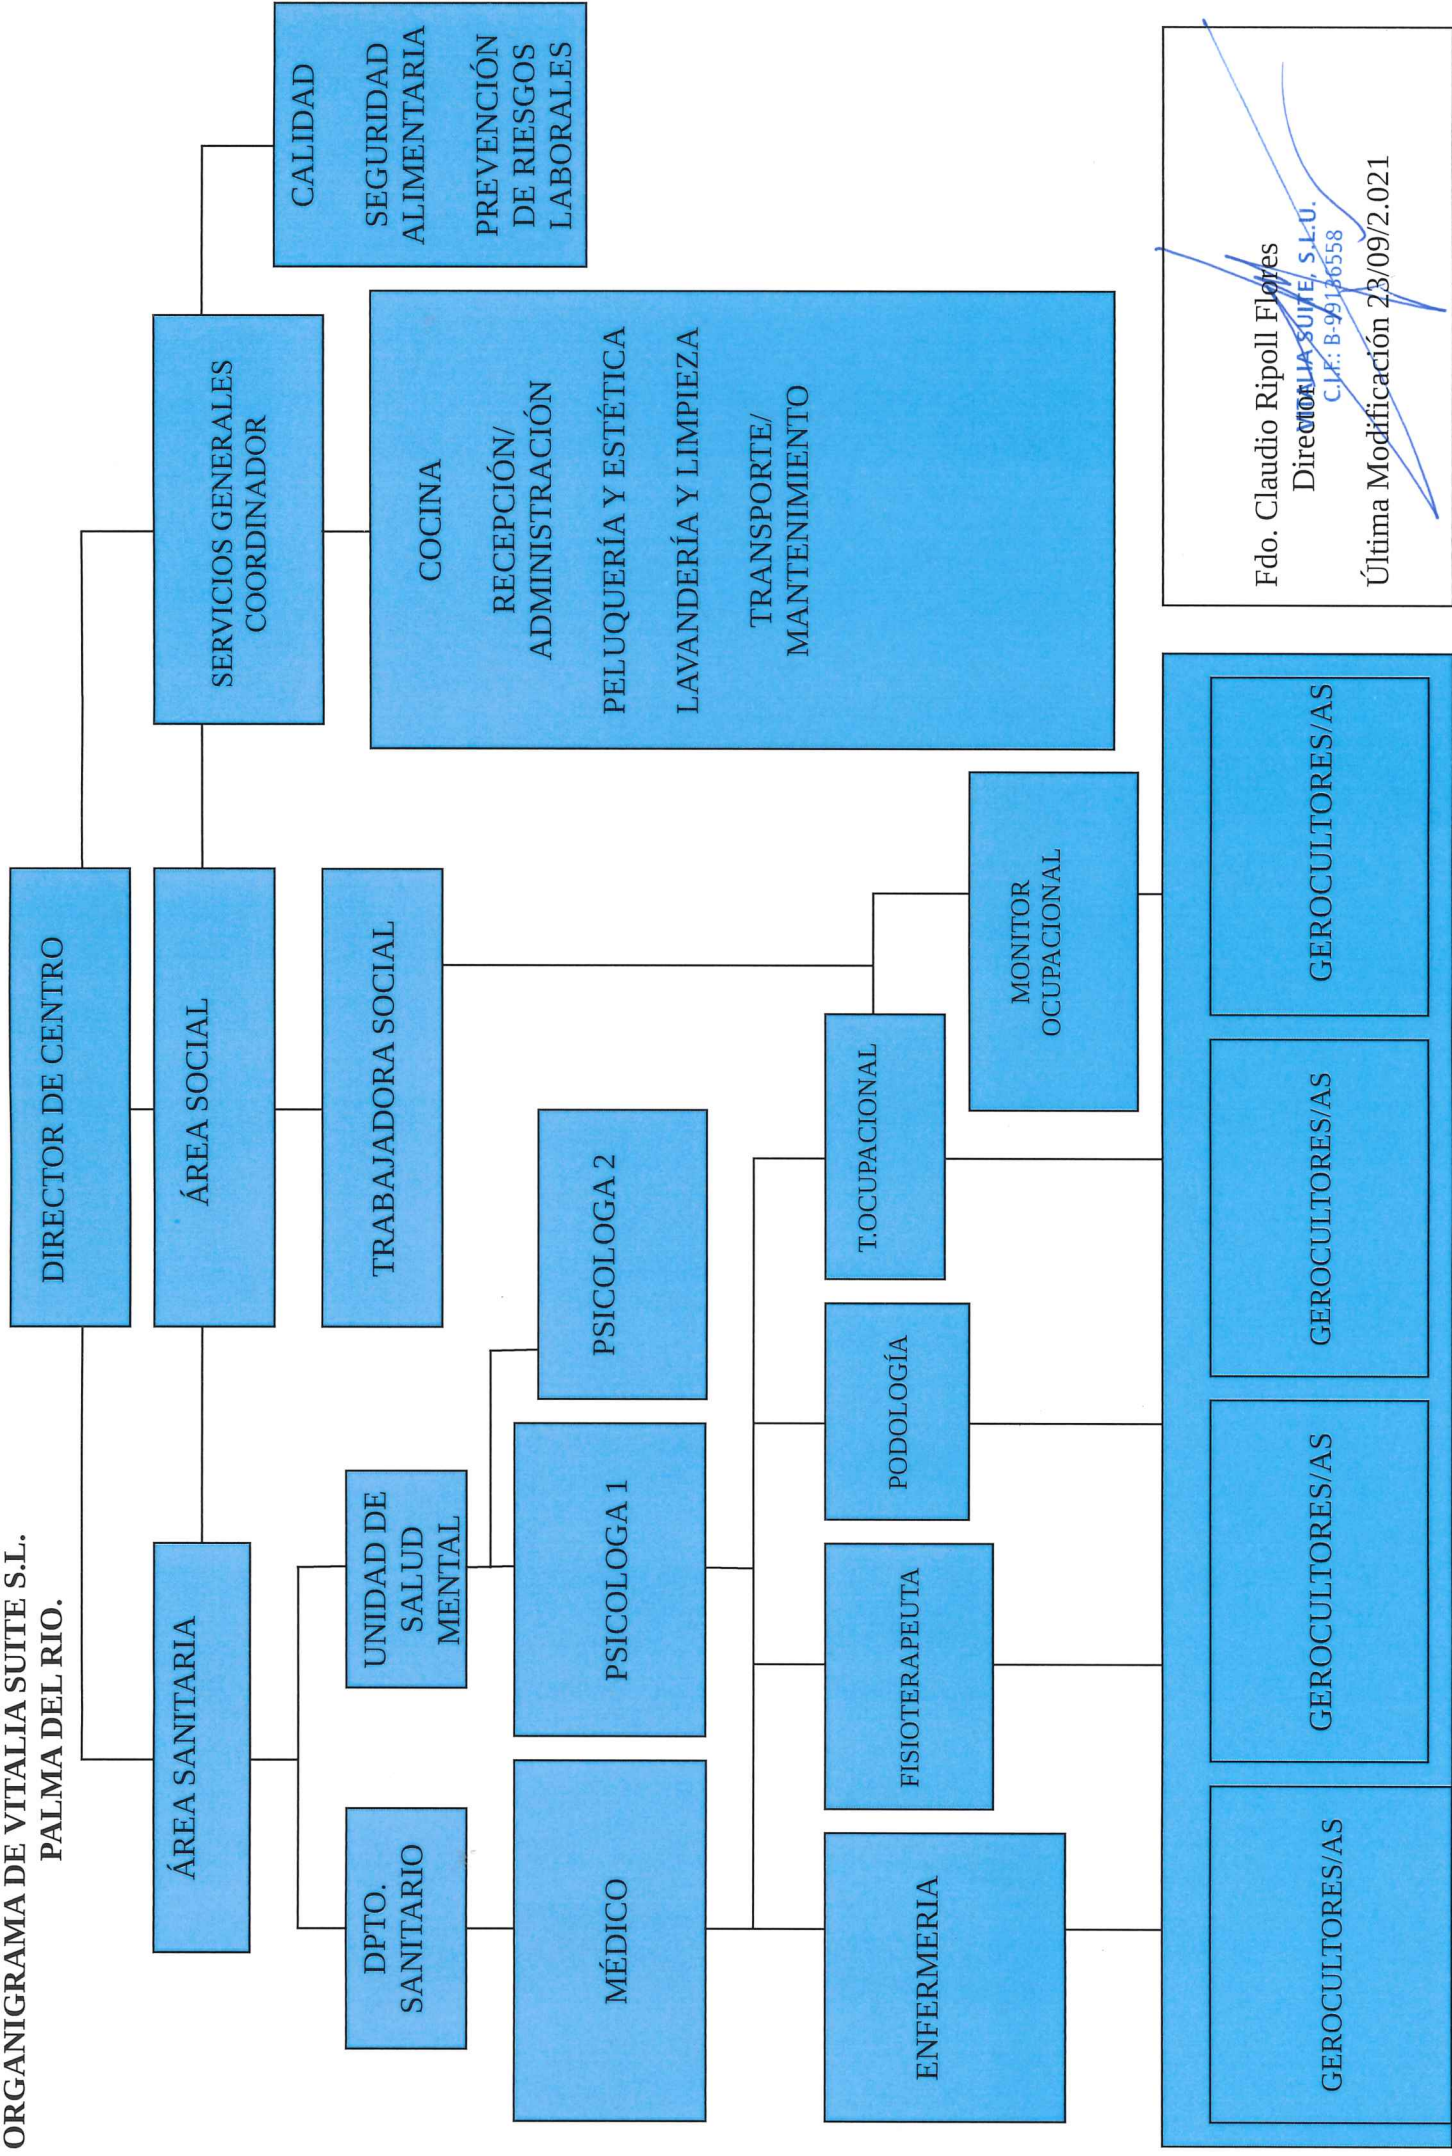 ORGANIGRAMA DE VITALIA SUITE S.L.
PALMA DEL RIO.
DIRECTOR DE CENTRO
ÁREA SANITARIA
ÁREA SOCIAL
SERVICIOS GENERALES
COORDINADOR
CALIDAD
SEGURIDAD
ALIMENTARIA
PREVENCIÓN
DE RIESGOS
LABORALES
DPTO.
SANITARIO
UNIDAD DE
SALUD
MENTAL
TRABAJADORA SOCIAL
COCINA
RECEPCIÓN/
ADMINISTRACIÓN
PELUQUERÍA Y ESTÉTICA
LAVANDERÍA Y LIMPIEZA
TRANSPORTE/
MANTENIMIENTO
MÉDICO
PSICOLOGA 1
PSICOLOGA 2
ENFERMERIA
FISIOTERAPEUTA
PODOLOGÍA
T.OCUPACIONAL
MONITOR
OCUPACIONAL
GEROCULTORES/AS
GEROCULTORES/AS
GEROCULTORES/AS
GEROCULTORES/AS
Fdo. Claudio Ripoll Flores
Director
VITALIA SUITE, S.L.U.
C.I.F.: B-99136558
Última Modificación 23/09/2.021